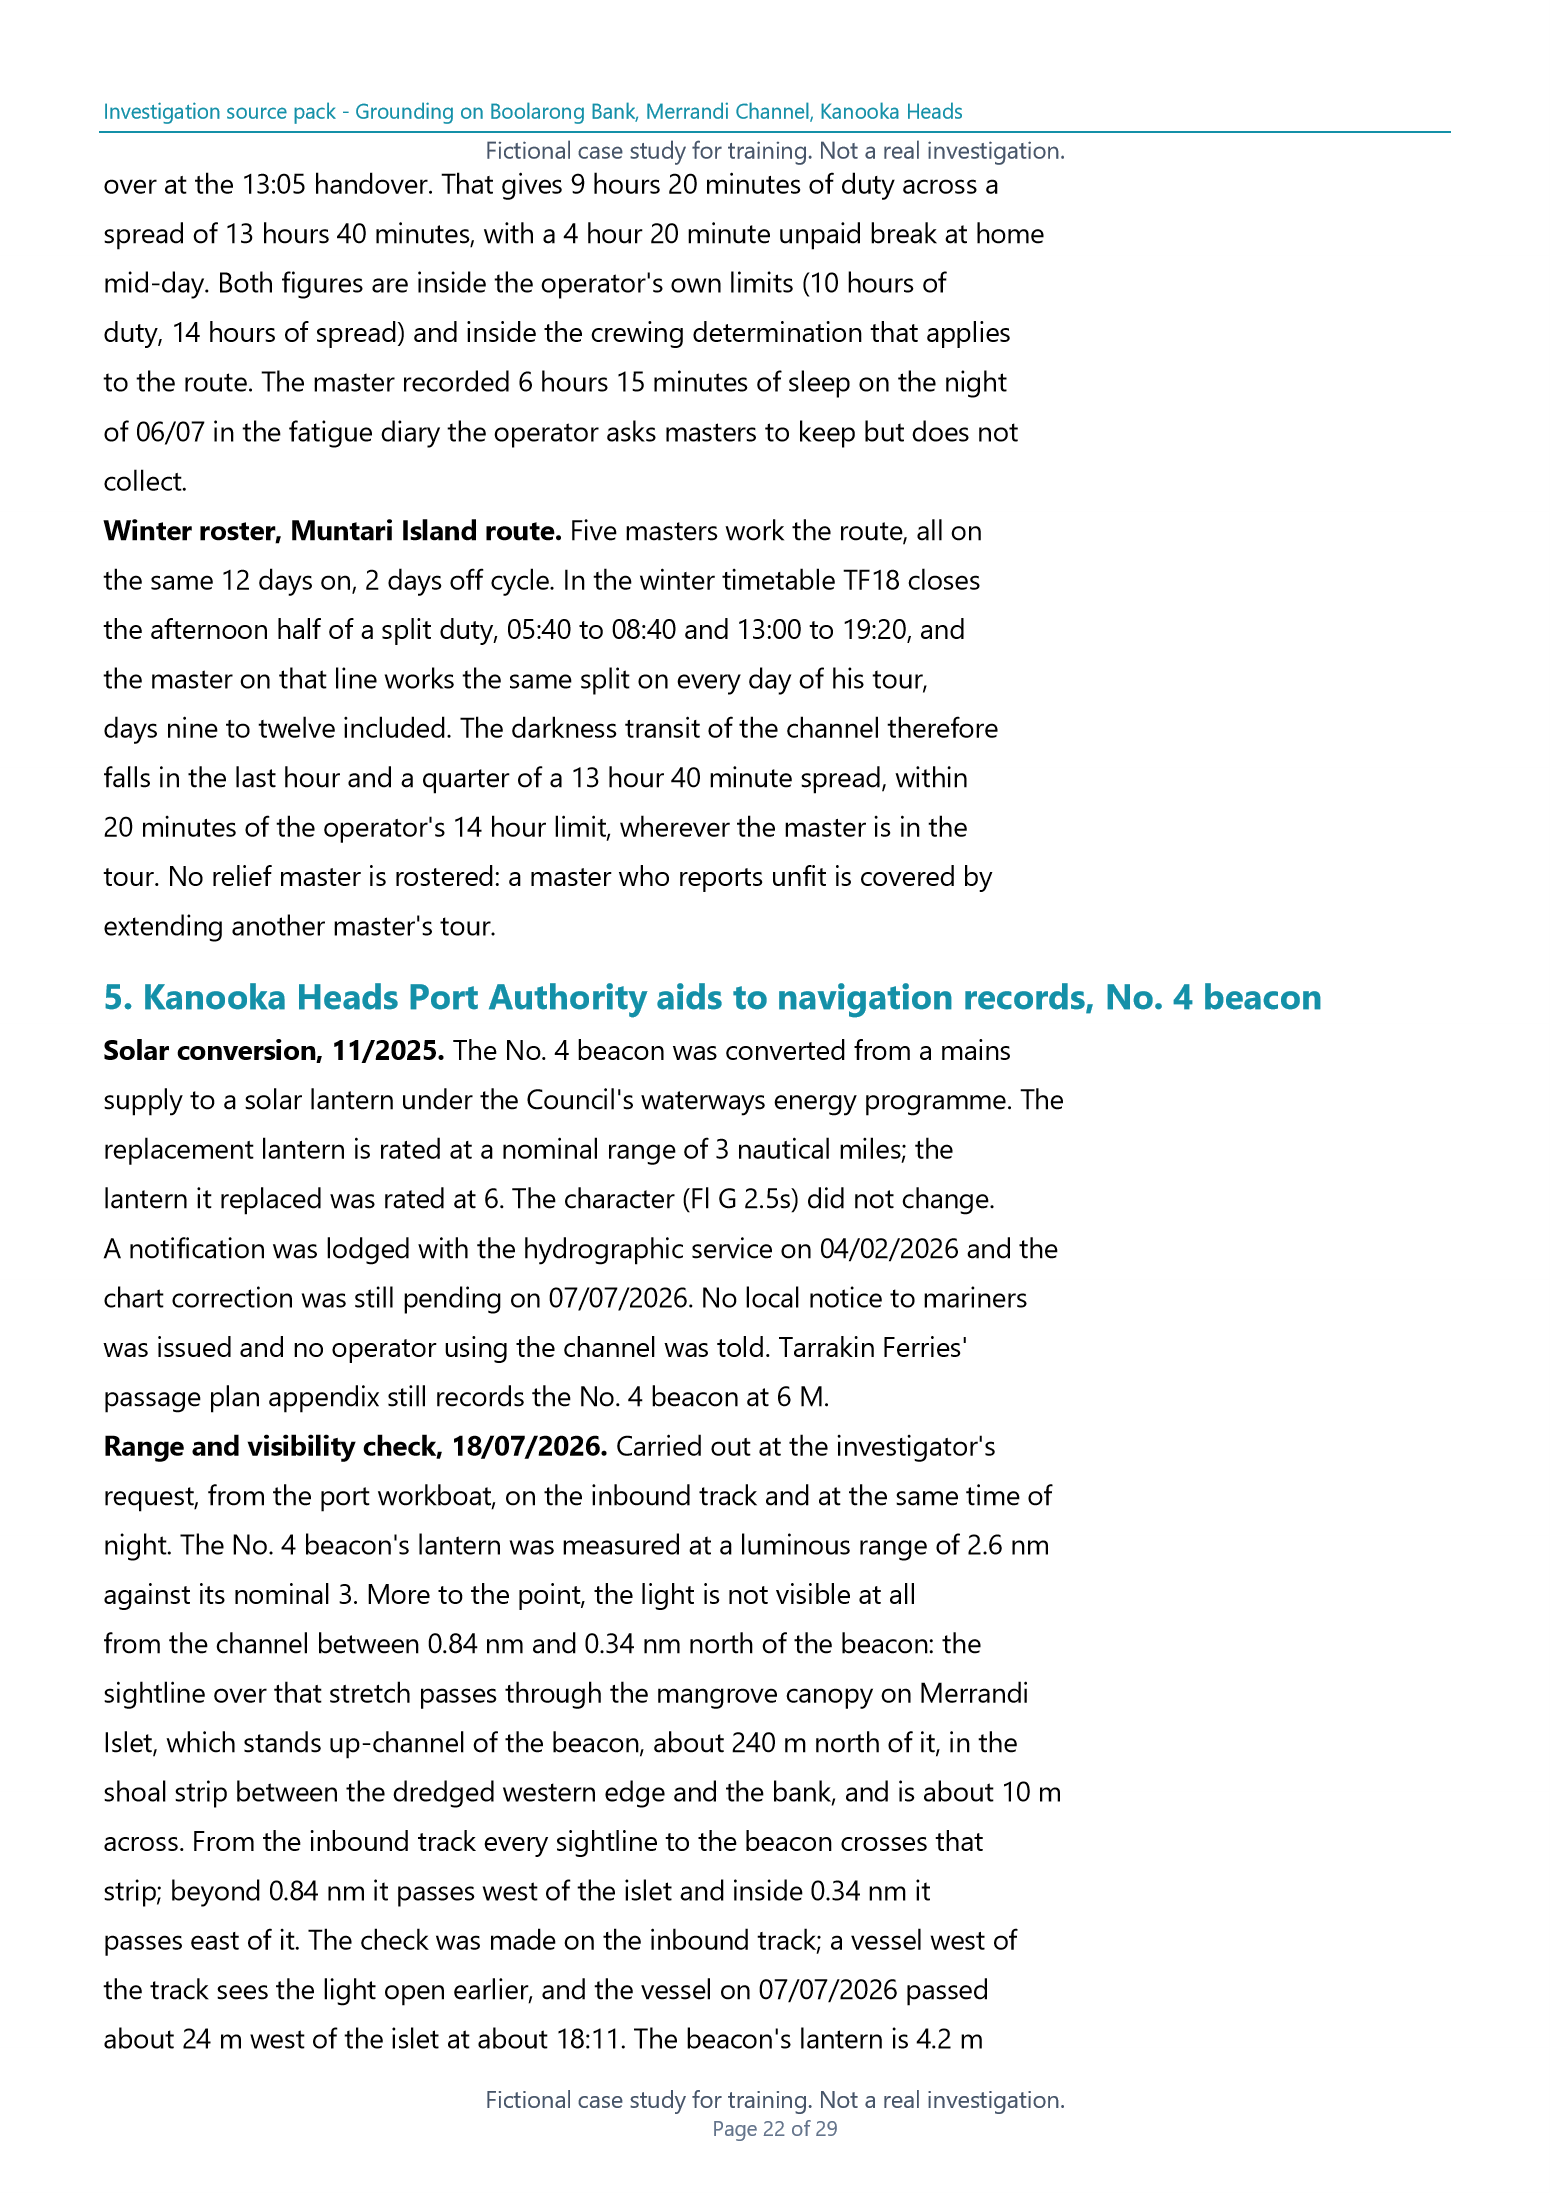 Investigation source pack - Grounding on Boolarong Bank, Merrandi Channel, Kanooka Heads
Fictional case study for training. Not a real investigation.
over at the 13:05 handover. That gives 9 hours 20 minutes of duty across a
spread of 13 hours 40 minutes, with a 4 hour 20 minute unpaid break at home
mid-day. Both figures are inside the operator's own limits (10 hours of
duty, 14 hours of spread) and inside the crewing determination that applies
to the route. The master recorded 6 hours 15 minutes of sleep on the night
of 06/07 in the fatigue diary the operator asks masters to keep but does not
collect.
Winter roster, Muntari Island route. Five masters work the route, all on
the same 12 days on, 2 days off cycle. In the winter timetable TF18 closes
the afternoon half of a split duty, 05:40 to 08:40 and 13:00 to 19:20, and
the master on that line works the same split on every day of his tour,
days nine to twelve included. The darkness transit of the channel therefore
falls in the last hour and a quarter of a 13 hour 40 minute spread, within
20 minutes of the operator's 14 hour limit, wherever the master is in the
tour. No relief master is rostered: a master who reports unfit is covered by
extending another master's tour.
5. Kanooka Heads Port Authority aids to navigation records, No. 4 beacon
Solar conversion, 11/2025. The No. 4 beacon was converted from a mains
supply to a solar lantern under the Council's waterways energy programme. The
replacement lantern is rated at a nominal range of 3 nautical miles; the
lantern it replaced was rated at 6. The character (Fl G 2.5s) did not change.
A notification was lodged with the hydrographic service on 04/02/2026 and the
chart correction was still pending on 07/07/2026. No local notice to mariners
was issued and no operator using the channel was told. Tarrakin Ferries'
passage plan appendix still records the No. 4 beacon at 6 M.
Range and visibility check, 18/07/2026. Carried out at the investigator's
request, from the port workboat, on the inbound track and at the same time of
night. The No. 4 beacon's lantern was measured at a luminous range of 2.6 nm
against its nominal 3. More to the point, the light is not visible at all
from the channel between 0.84 nm and 0.34 nm north of the beacon: the
sightline over that stretch passes through the mangrove canopy on Merrandi
Islet, which stands up-channel of the beacon, about 240 m north of it, in the
shoal strip between the dredged western edge and the bank, and is about 10 m
across. From the inbound track every sightline to the beacon crosses that
strip; beyond 0.84 nm it passes west of the islet and inside 0.34 nm it
passes east of it. The check was made on the inbound track; a vessel west of
the track sees the light open earlier, and the vessel on 07/07/2026 passed
about 24 m west of the islet at about 18:11. The beacon's lantern is 4.2 m
Fictional case study for training. Not a real investigation.
Page 22 of 29